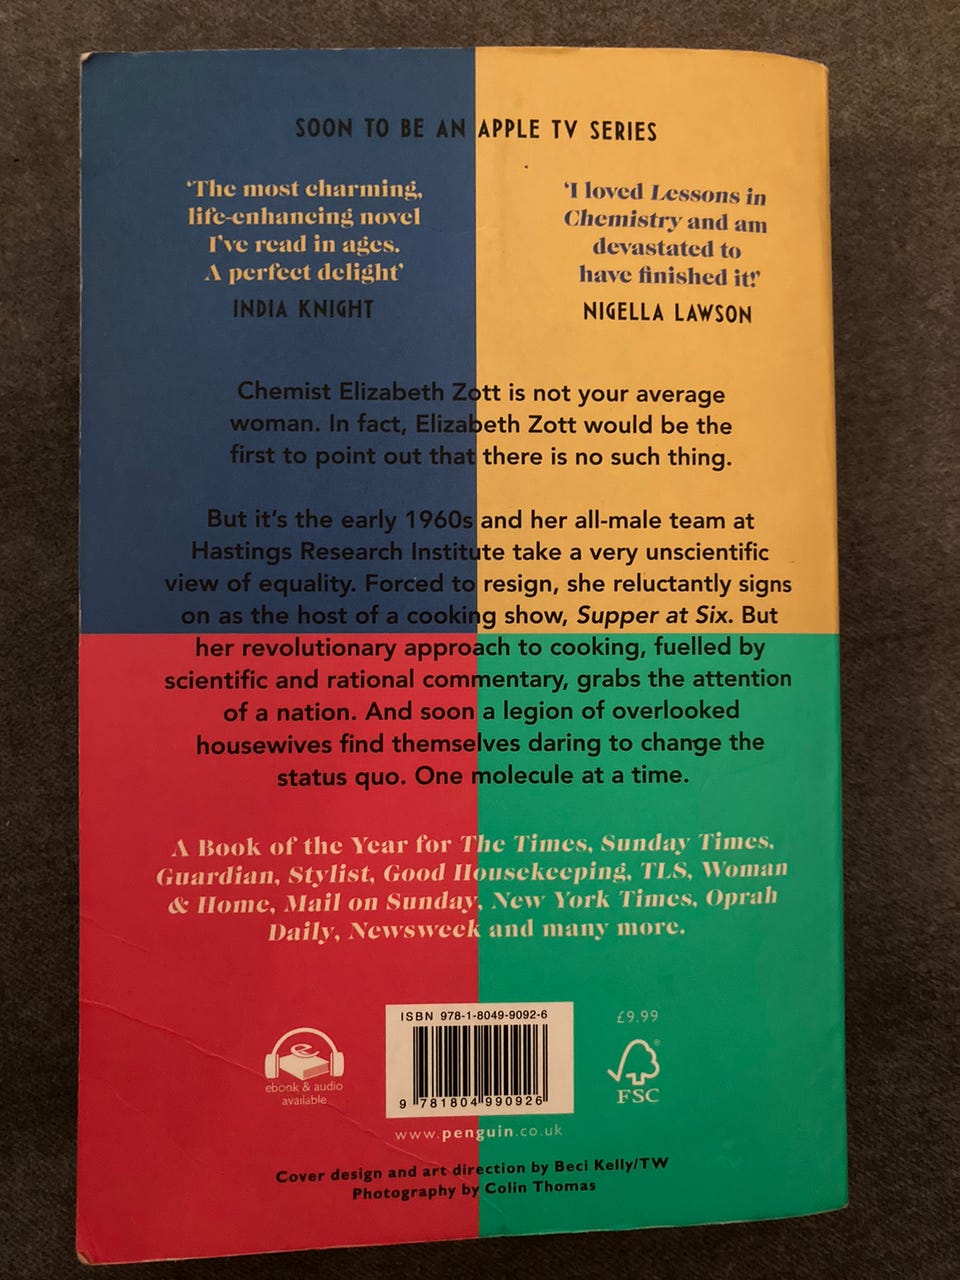 SOON TO BE AN APPLE TV SERIES
‘The most charming,
life-enhancing novel
I’ve read in ages.
A perfect delight’
INDIA KNIGHT
‘I loved Lessons in
Chemistry and am
devastated to
have finished it!’
NIGELLA LAWSON
Chemist Elizabeth Zott is not your average
woman. In fact, Elizabeth Zott would be the
first to point out that there is no such thing.
But it’s the early 1960s and her all-male team at
Hastings Research Institute take a very unscientific
view of equality. Forced to resign, she reluctantly signs
on as the host of a cooking show, Supper at Six. But
her revolutionary approach to cooking, fuelled by
scientific and rational commentary, grabs the attention
of a nation. And soon a legion of overlooked
housewives find themselves daring to change the
status quo. One molecule at a time.
A Book of the Year for The Times, Sunday Times,
Guardian, Stylist, Good Housekeeping, TLS, Woman
& Home, Mail on Sunday, New York Times, Oprah
Daily, Newsweek and many more.
ebook & audio
available
ISBN 978-1-8049-9092-6
9 781804 990926
£9.99
FSC
www.penguin.co.uk
Cover design and art direction by Beci Kelly/TW
Photography by Colin Thomas